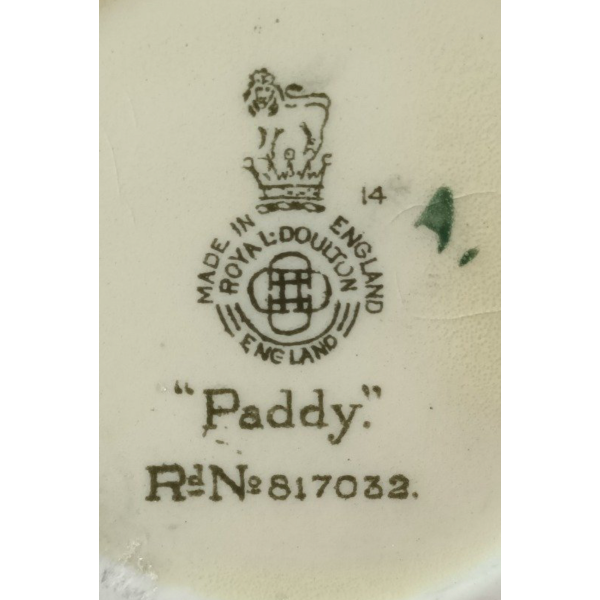 14
MADE IN ENGLAND
ROYAL·DOULTON
ENGLAND
"Paddy."
Rd No 817032.